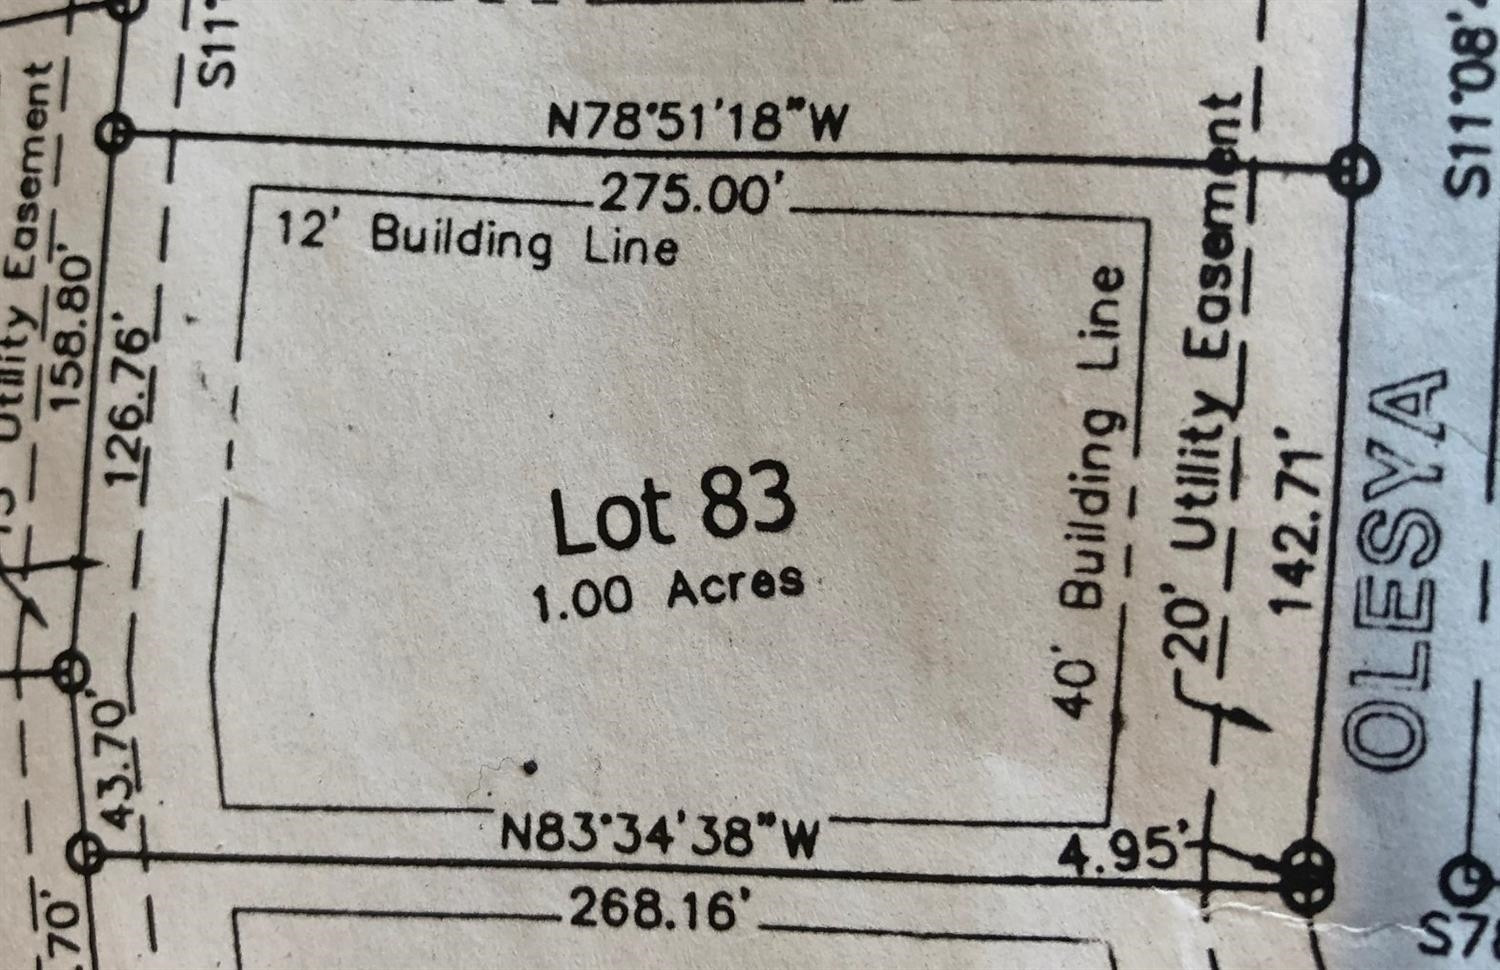 S11°
S11°08'
N78°51'18"W
275.00'
12' Building Line
Utility Easement
158.80'
126.76'
Lot 83
1.00 Acres
40' Building Line
20' Utility Easement
142.71'
OLESYA
43.70'
N83°34'38"W
4.95'
268.16'
.70'
S78